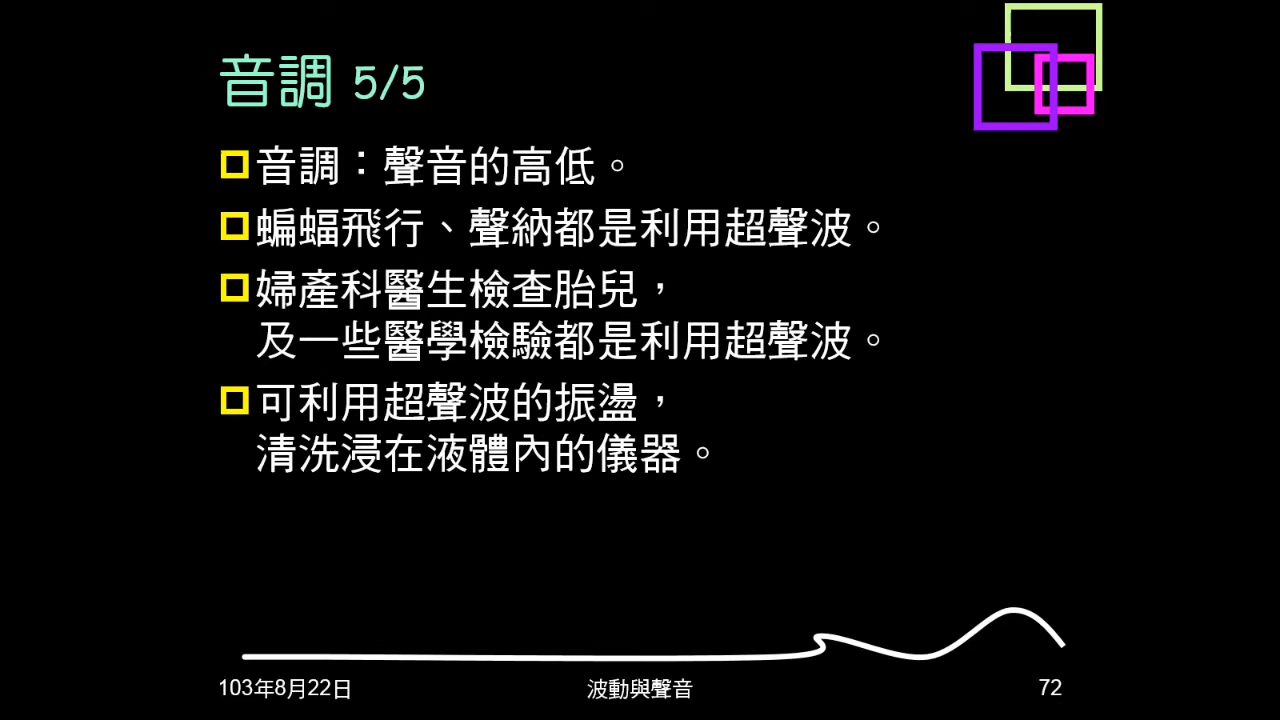 音調 5/5
音調：聲音的高低。
蝙蝠飛行、聲納都是利用超聲波。
婦產科醫生檢查胎兒，
及一些醫學檢驗都是利用超聲波。
可利用超聲波的振盪，
清洗浸在液體內的儀器。
103年8月22日
波動與聲音
72